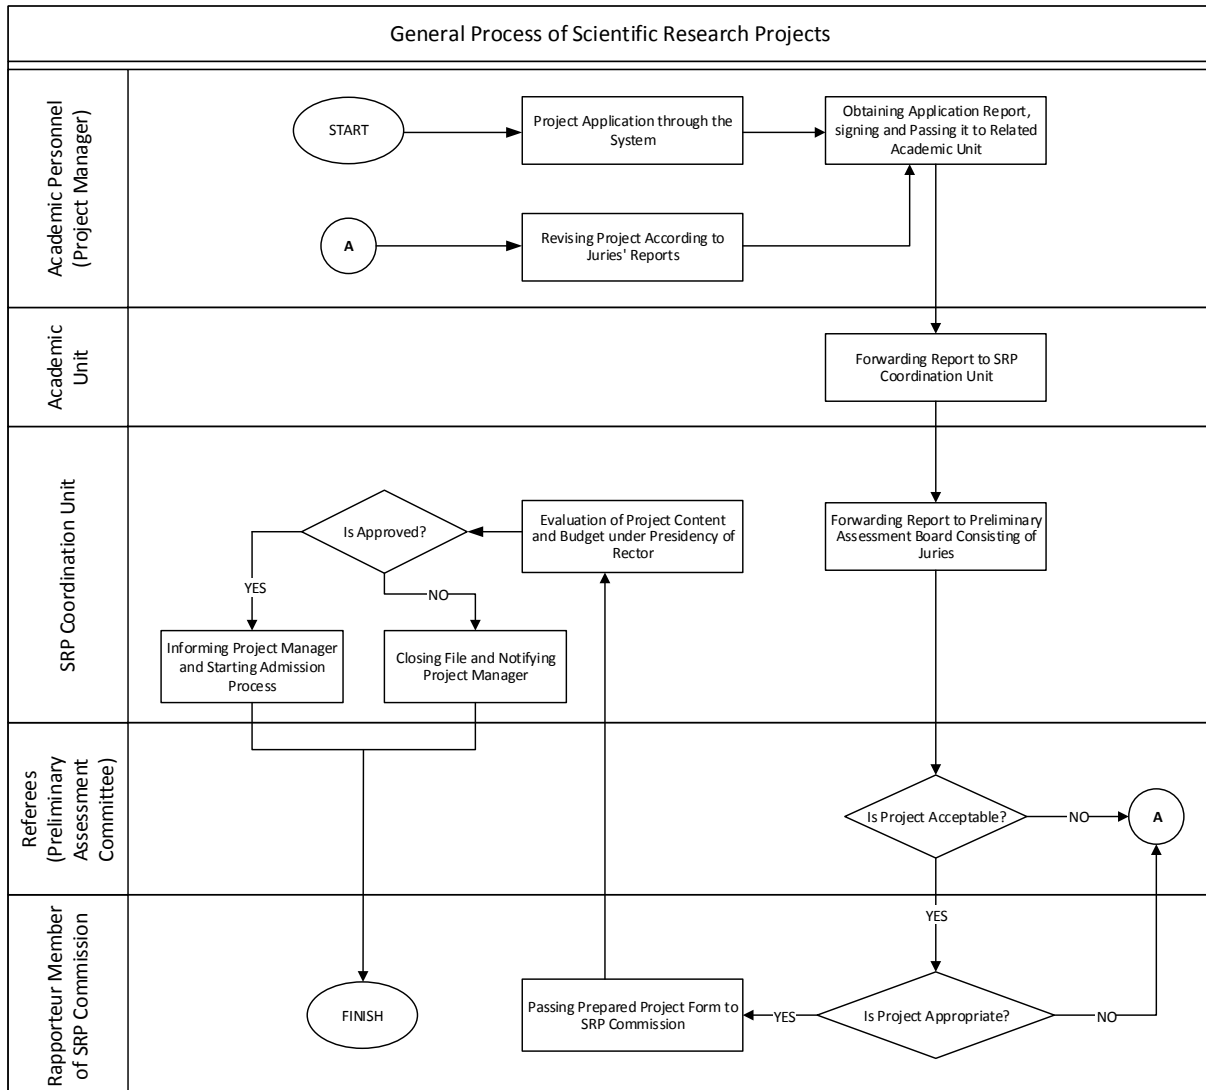 General Process of Scientific Research Projects
Academic Personnel
(Project Manager)
START
Project Application through the
System
Obtaining Application Report,
signing and Passing it to Related
Academic Unit
A
Revising Project According to
Juries' Reports
Academic
Unit
Forwarding Report to SRP
Coordination Unit
SRP Coordination Unit
Is Approved?
Evaluation of Project Content
and Budget under Presidency of
Rector
Forwarding Report to Preliminary
Assessment Board Consisting of
Juries
YES
NO
Informing Project Manager
and Starting Admission
Process
Closing File and Notifying
Project Manager
Referees
(Preliminary
Assessment
Committee)
Is Project Acceptable?
NO
A
YES
Rapporteur Member
of SRP Commission
FINISH
Passing Prepared Project Form to
SRP Commission
YES
Is Project Appropriate?
NO